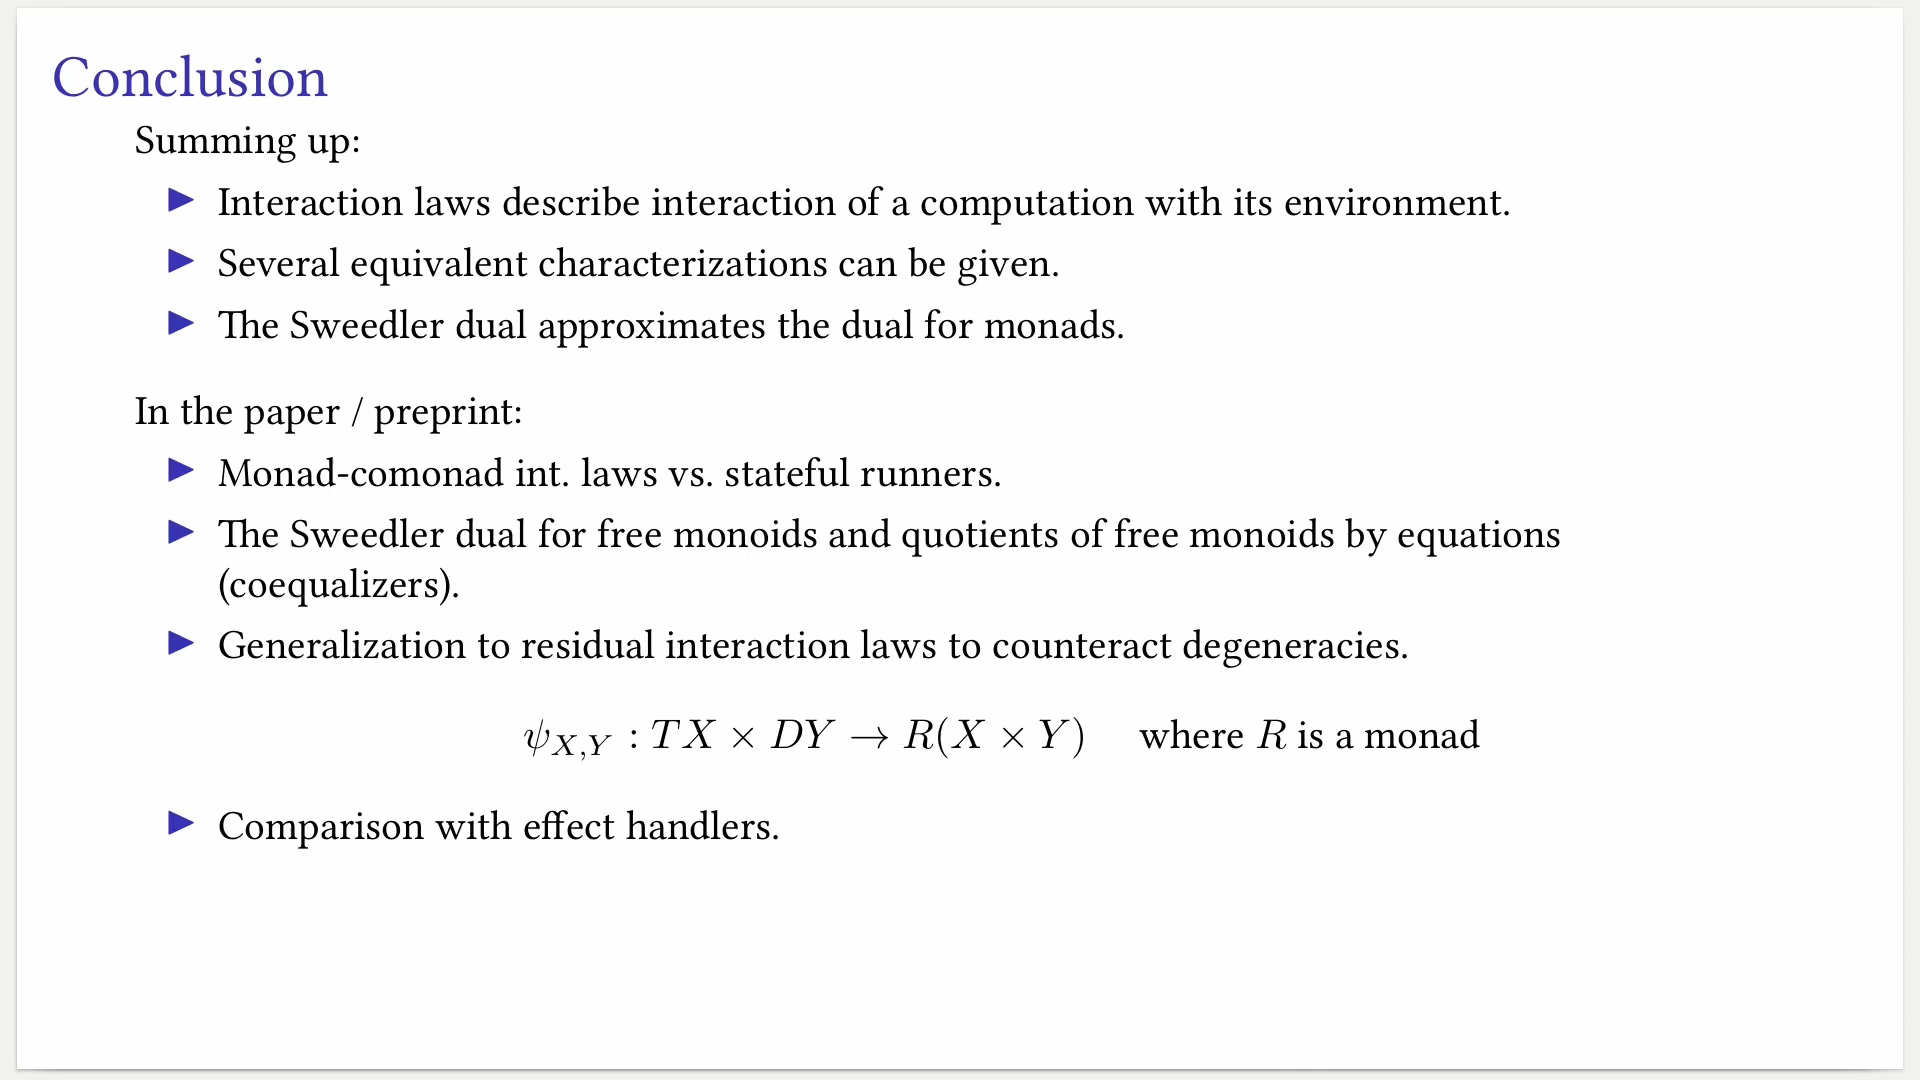 Conclusion
Summing up:
▶ Interaction laws describe interaction of a computation with its environment.
▶ Several equivalent characterizations can be given.
▶ The Sweedler dual approximates the dual for monads.
In the paper / preprint:
▶ Monad-comonad int. laws vs. stateful runners.
▶ The Sweedler dual for free monoids and quotients of free monoids by equations
(coequalizers).
▶ Generalization to residual interaction laws to counteract degeneracies.
ψ_{X,Y} : TX × DY → R(X × Y) where R is a monad
▶ Comparison with effect handlers.